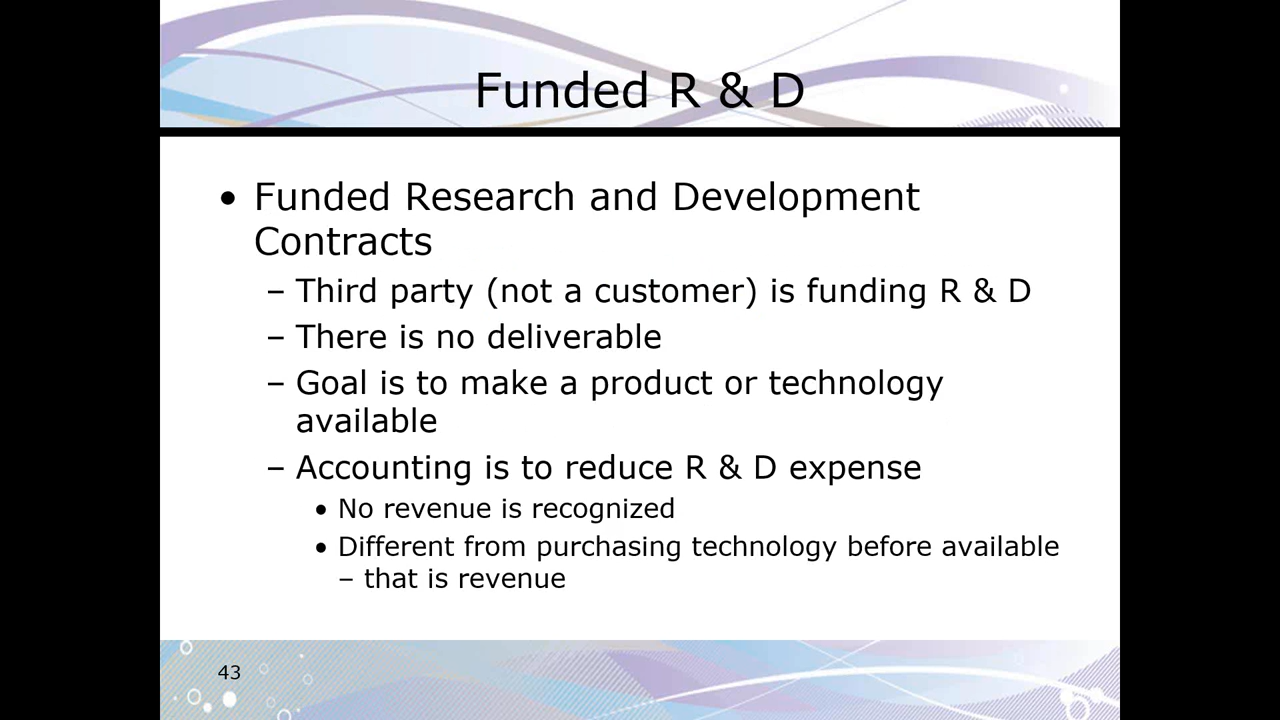 Funded R & D
• Funded Research and Development
Contracts
– Third party (not a customer) is funding R & D
– There is no deliverable
– Goal is to make a product or technology
available
– Accounting is to reduce R & D expense
• No revenue is recognized
• Different from purchasing technology before available
– that is revenue
43